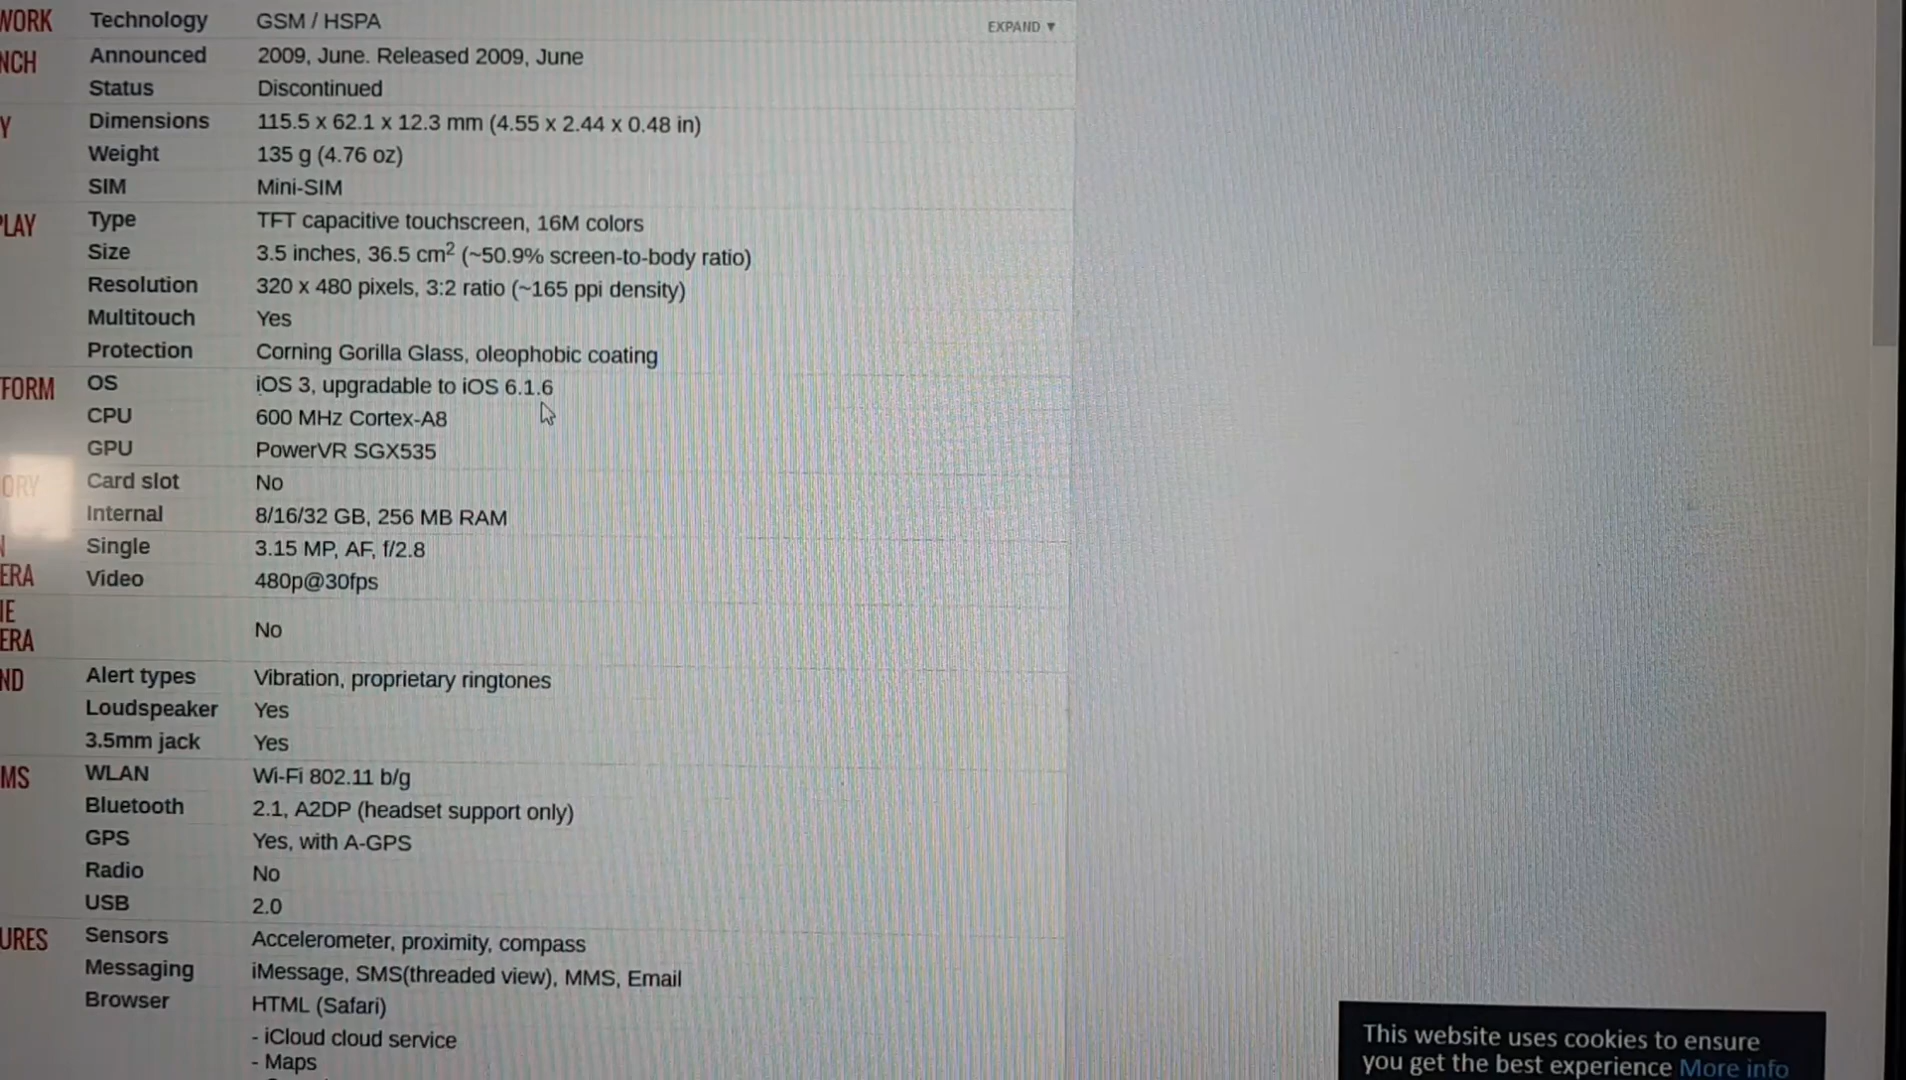 WORK Technology GSM / HSPA EXPAND ▼
NCH Announced 2009, June. Released 2009, June
Status Discontinued
Y Dimensions 115.5 x 62.1 x 12.3 mm (4.55 x 2.44 x 0.48 in)
Weight 135 g (4.76 oz)
SIM Mini-SIM
PLAY Type TFT capacitive touchscreen, 16M colors
Size 3.5 inches, 36.5 cm² (~50.9% screen-to-body ratio)
Resolution 320 x 480 pixels, 3:2 ratio (~165 ppi density)
Multitouch Yes
Protection Corning Gorilla Glass, oleophobic coating
FORM OS iOS 3, upgradable to iOS 6.1.6
CPU 600 MHz Cortex-A8
GPU PowerVR SGX535
ORY Card slot No
Internal 8/16/32 GB, 256 MB RAM
N Single 3.15 MP, AF, f/2.8
ERA Video 480p@30fps
IE
ERA No
ND Alert types Vibration, proprietary ringtones
Loudspeaker Yes
3.5mm jack Yes
MS WLAN Wi-Fi 802.11 b/g
Bluetooth 2.1, A2DP (headset support only)
GPS Yes, with A-GPS
Radio No
USB 2.0
URES Sensors Accelerometer, proximity, compass
Messaging iMessage, SMS(threaded view), MMS, Email
Browser HTML (Safari)
- iCloud cloud service
- Maps
This website uses cookies to ensure
you get the best experience More info